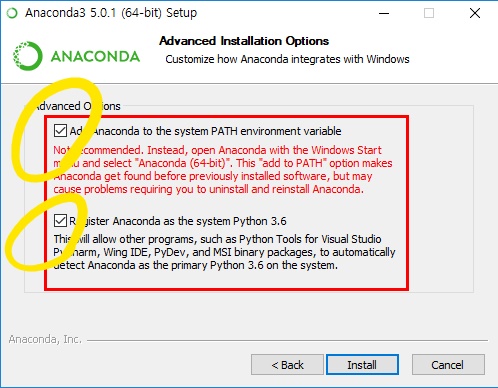 Anaconda3 5.0.1 (64-bit) Setup
ANACONDA
Advanced Installation Options
Customize how Anaconda integrates with Windows
Advanced Options
Add Anaconda to the system PATH environment variable
Not recommended. Instead, open Anaconda with the Windows Start
menu and select "Anaconda (64-bit)". This "add to PATH" option makes
Anaconda get found before previously installed software, but may
cause problems requiring you to uninstall and reinstall Anaconda.
Register Anaconda as the system Python 3.6
This will allow other programs, such as Python Tools for Visual Studio
PyCharm, Wing IDE, PyDev, and MSI binary packages, to automatically
detect Anaconda as the primary Python 3.6 on the system.
Anaconda, Inc.
< Back
Install
Cancel